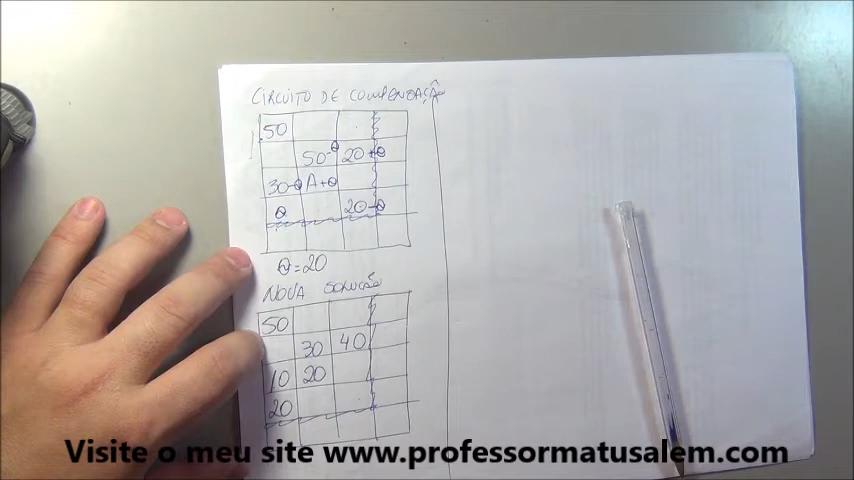 CIRCUITO DE COMPENSAÇÃO
50
50-θ 20+θ
30-θ A+θ
θ 20-θ
θ=20
NOVA SOLUÇÃO
50
30 40
10 20
20
Visite o meu site www.professormatusalem.com